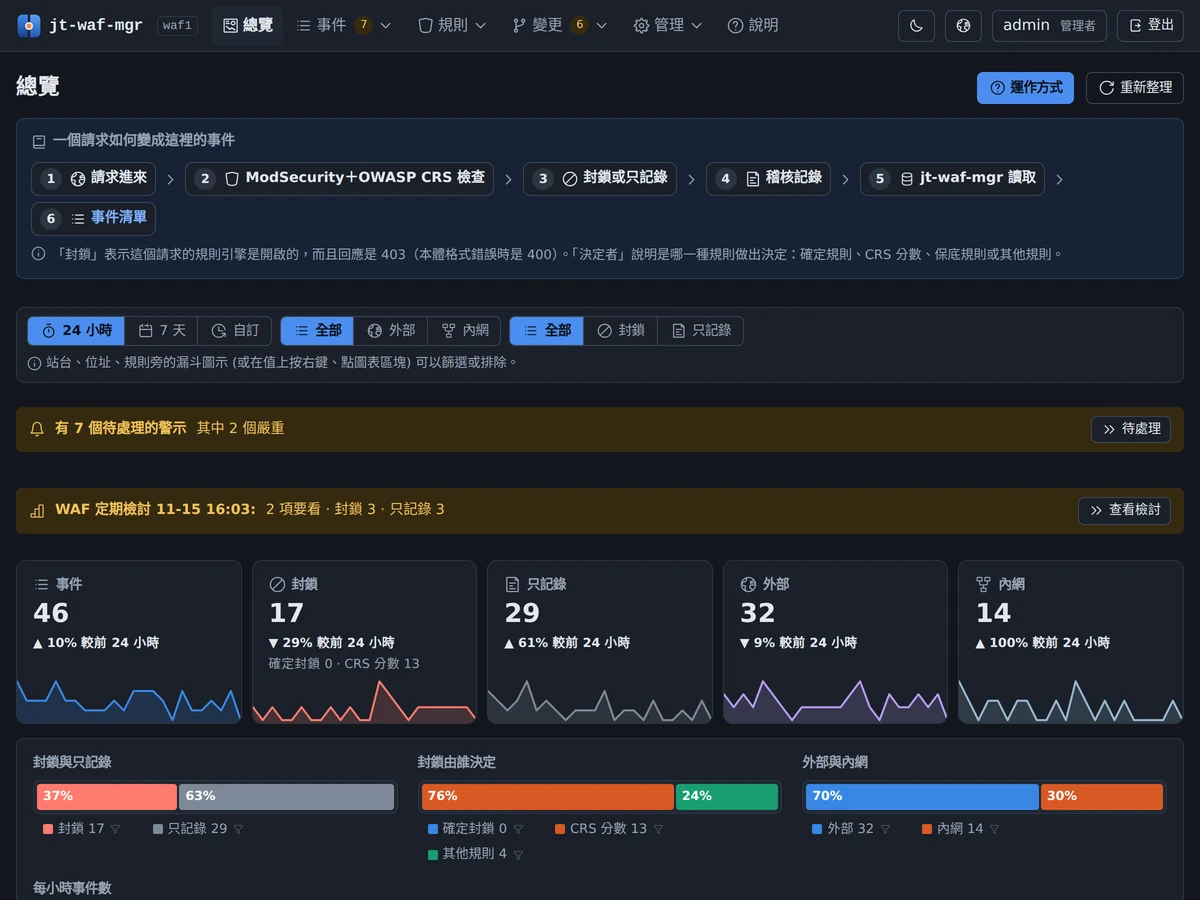 jt-waf-mgr waf1 總覽 事件 7 規則 變更 6 管理 說明 admin 管理者 登出
總覽
運作方式 重新整理
一個請求如何變成這裡的事件
1 請求進來 2 ModSecurity＋OWASP CRS 檢查 3 封鎖或只記錄 4 稽核記錄 5 jt-waf-mgr 讀取
6 事件清單
「封鎖」表示這個請求的規則引擎是開啟的，而且回應是 403（本體格式錯誤時是 400）。「決定者」說明是哪一種規則做出決定：確定規則、CRS 分數、保底規則或其他規則。
24 小時 7 天 自訂 全部 外部 內網 全部 封鎖 只記錄
站台、位址、規則旁的漏斗圖示 (或在值上按右鍵、點圖表區塊) 可以篩選或排除。
有 7 個待處理的警示 其中 2 個嚴重 待處理
WAF 定期檢討 11-15 16:03: 2 項要看 · 封鎖 3 · 只記錄 3 查看檢討
事件 封鎖 只記錄 外部 內網
46 17 29 32 14
▲ 10% 較前 24 小時 ▼ 29% 較前 24 小時 ▲ 61% 較前 24 小時 ▼ 9% 較前 24 小時 ▲ 100% 較前 24 小時
確定封鎖 0 · CRS 分數 13
封鎖與只記錄 封鎖由誰決定 外部與內網
37% 63% 76% 24% 70% 30%
封鎖 17 只記錄 29 確定封鎖 0 CRS 分數 13 外部 32 內網 14
其他規則 4
每小時事件數